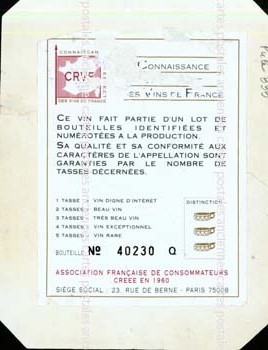 CONNAISSANCE
CRVF
DES VINS DE FRANCE
CONNAISSANCE
DES VINS DE FRANCE
CE VIN FAIT PARTIE D'UN LOT DE
BOUTEILLES IDENTIFIÉES ET
NUMÉROTÉES A LA PRODUCTION.
SA QUALITÉ ET SA CONFORMITÉ AUX
CARACTÈRES DE L'APPELLATION SONT
GARANTIES PAR LE NOMBRE DE
TASSES DÉCERNÉES.
1 TASSE VIN DIGNE D'INTÉRET
2 TASSES BEAU VIN
3 TASSES TRÈS BEAU VIN
4 TASSES VIN EXCEPTIONNEL
5 TASSES VIN RARE
DISTINCTION
BOUTEILLE Nº 40230 Q
ASSOCIATION FRANÇAISE DE CONSOMMATEURS
CREEE EN 1960
SIÈGE SOCIAL : 23, RUE DE BERNE - PARIS 75008